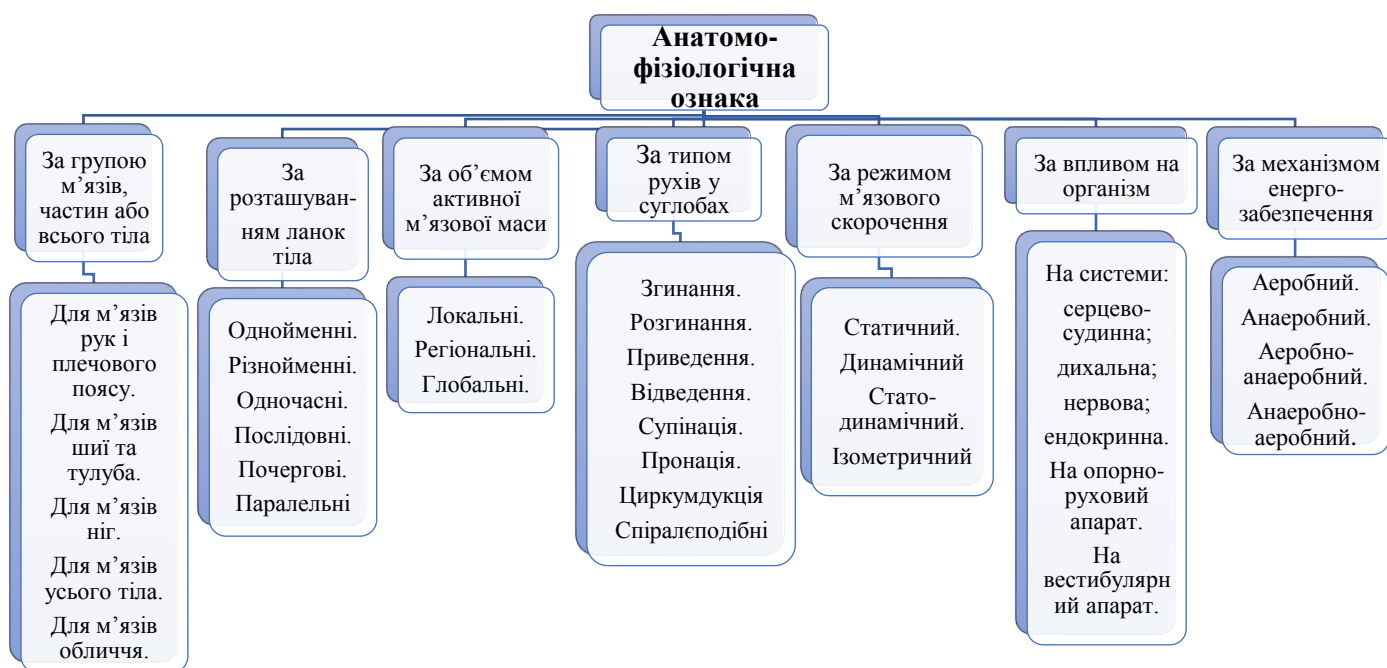 Анатомо-
фізіологічна
ознака
За групою
м’язів,
частин або
всього тіла
Для м’язів
рук і
плечового
поясу.
Для м’язів
шиї та
тулуба.
Для м’язів
ніг.
Для м’язів
усього тіла.
Для м’язів
обличчя.
За
розташуван-
ням ланок
тіла
Однойменні.
Різнойменні.
Одночасні.
Послідовні.
Почергові.
Паралельні
За об’ємом
активної
м’язової маси
Локальні.
Регіональні.
Глобальні.
За типом
рухів у
суглобах
Згинання.
Розгинання.
Приведення.
Відведення.
Супінація.
Пронація.
Циркумдукція
Спіралєподібні
За режимом
м’язового
скорочення
Статичний.
Динамічний
Стато-
динамічний.
Ізометричний
За впливом на
організм
На системи:
серцево-
судинна;
дихальна;
нервова;
ендокринна.
На опорно-
руховий
апарат.
На
вестибулярн
ий апарат.
За механізмом
енерго-
забезпечення
Аеробний.
Анаеробний.
Аеробно-
анаеробний.
Анаеробно-
аеробний.